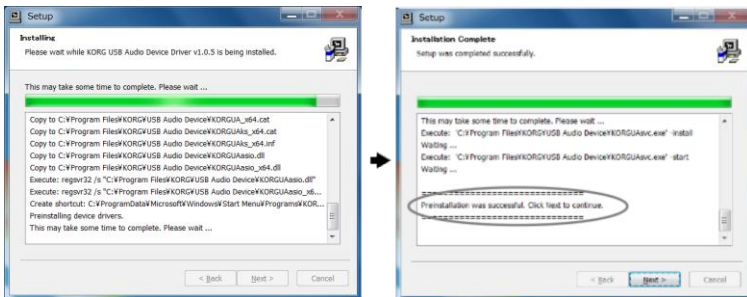 Setup
Installing
Please wait while KORG USB Audio Device Driver v1.0.5 is being installed.
This may take some time to complete. Please wait ...
Copy to C:¥Program Files¥KORG¥USB Audio Device¥KORGUA_x64.cat
Copy to C:¥Program Files¥KORG¥USB Audio Device¥KORGUAks_x64.cat
Copy to C:¥Program Files¥KORG¥USB Audio Device¥KORGUAks_x64.inf
Copy to C:¥Program Files¥KORG¥USB Audio Device¥KORGUAasio.dll
Copy to C:¥Program Files¥KORG¥USB Audio Device¥KORGUAasio_x64.dll
Execute: regsvr32 /s "C:¥Program Files¥KORG¥USB Audio Device¥KORGUAasio.dll"
Execute: regsvr32 /s "C:¥Program Files¥KORG¥USB Audio Device¥KORGUAasio_x6...
Create shortcut: C:¥ProgramData¥Microsoft¥Windows¥Start Menu¥Programs¥KOR...
Preinstalling device drivers.
This may take some time to complete. Please wait ...
< Back
Next >
Cancel
Setup
Installation Complete
Setup was completed successfully.
This may take some time to complete. Please wait ...
Execute: "C:¥Program Files¥KORG¥USB Audio Device¥KORGUAsvc.exe" -install
Waiting ...
Execute: "C:¥Program Files¥KORG¥USB Audio Device¥KORGUAsvc.exe" -start
Waiting ...
Preinstallation was successful. Click Next to continue.
< Back
Next >
Cancel